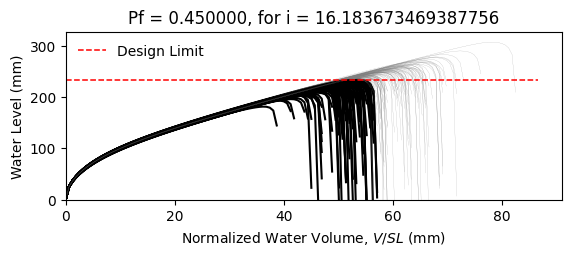 Pf = 0.450000, for i = 16.183673469387756
Design Limit
Water Level (mm)
300
200
100
0
0 20 40 60 80
Normalized Water Volume, V/SL (mm)